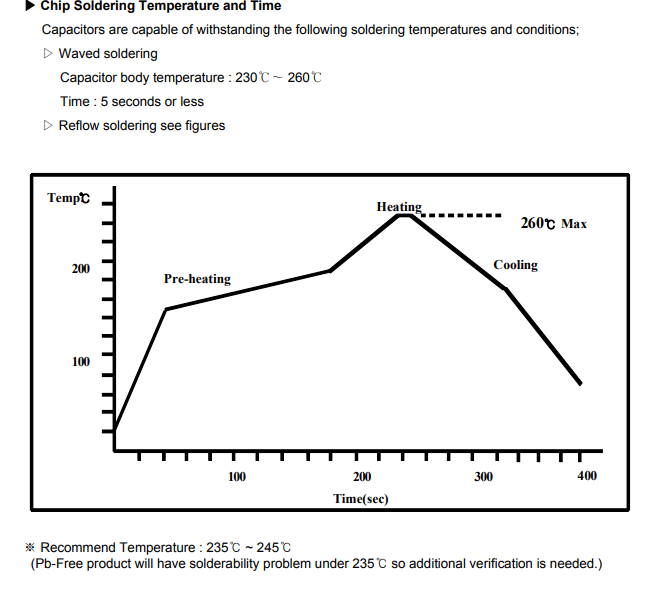 ▶ Chip Soldering Temperature and Time
Capacitors are capable of withstanding the following soldering temperatures and conditions;
▷ Waved soldering
Capacitor body temperature : 230℃ ~ 260℃
Time : 5 seconds or less
▷ Reflow soldering see figures
Temp℃
Heating
260℃ Max
200
Pre-heating
Cooling
100
100 200 300 400
Time(sec)
※ Recommend Temperature : 235℃ ~ 245℃
(Pb-Free product will have solderability problem under 235℃ so additional verification is needed.)